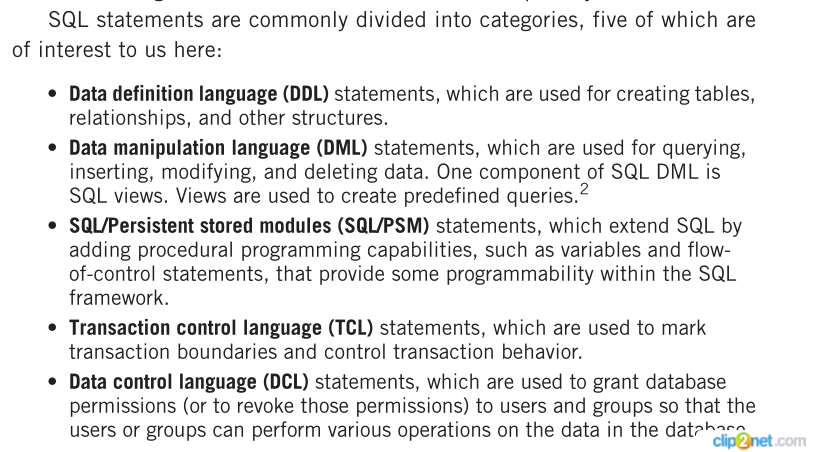 SQL statements are commonly divided into categories, five of which are
of interest to us here:
• Data definition language (DDL) statements, which are used for creating tables,
relationships, and other structures.
• Data manipulation language (DML) statements, which are used for querying,
inserting, modifying, and deleting data. One component of SQL DML is
SQL views. Views are used to create predefined queries.2
• SQL/Persistent stored modules (SQL/PSM) statements, which extend SQL by
adding procedural programming capabilities, such as variables and flow-
of-control statements, that provide some programmability within the SQL
framework.
• Transaction control language (TCL) statements, which are used to mark
transaction boundaries and control transaction behavior.
• Data control language (DCL) statements, which are used to grant database
permissions (or to revoke those permissions) to users and groups so that the
users or groups can perform various operations on the data in the database
clip2net.com